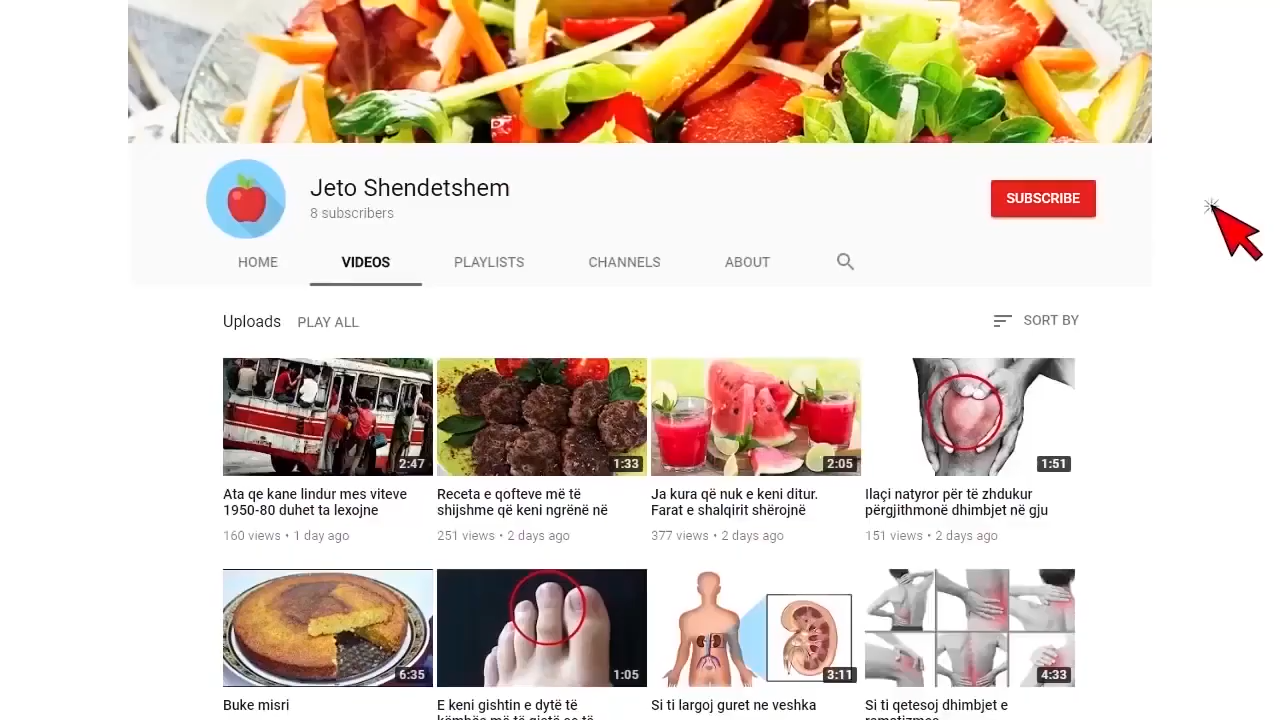 Jeto Shendetshem
8 subscribers
SUBSCRIBE
HOME VIDEOS PLAYLISTS CHANNELS ABOUT
Uploads PLAY ALL SORT BY
2:47 1:33 2:05 1:51
Ata qe kane lindur mes viteve
1950-80 duhet ta lexojne
160 views • 1 day ago
Receta e qofteve më të
shijshme që keni ngrënë në
251 views • 2 days ago
Ja kura që nuk e keni ditur.
Farat e shalqirit shërojnë
377 views • 2 days ago
Ilaçi natyror për të zhdukur
përgjithmonë dhimbjet në gju
151 views • 2 days ago
6:35 1:05 3:11 4:33
Buke misri
E keni gishtin e dytë të
Si ti largoj guret ne veshka
Si ti qetesoj dhimbjet e